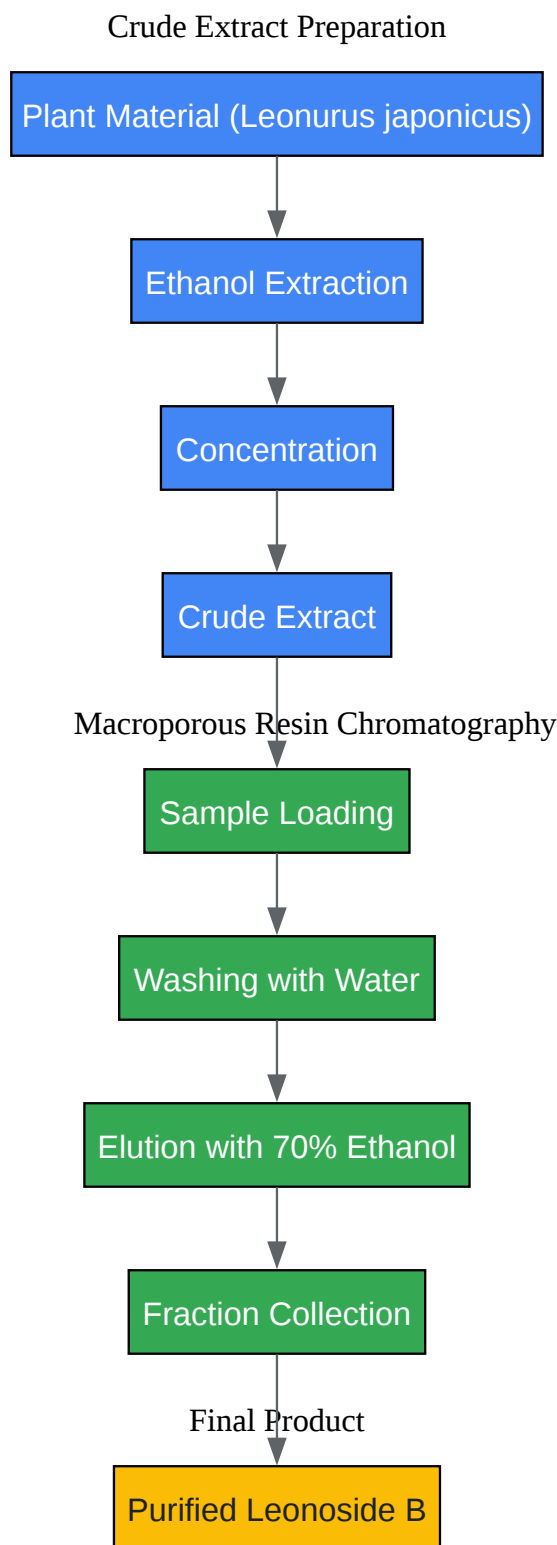 Crude Extract Preparation
Plant Material (Leonurus japonicus)
Ethanol Extraction
Concentration
Crude Extract
Macroporous Resin Chromatography
Sample Loading
Washing with Water
Elution with 70% Ethanol
Fraction Collection
Final Product
Purified Leonoside B